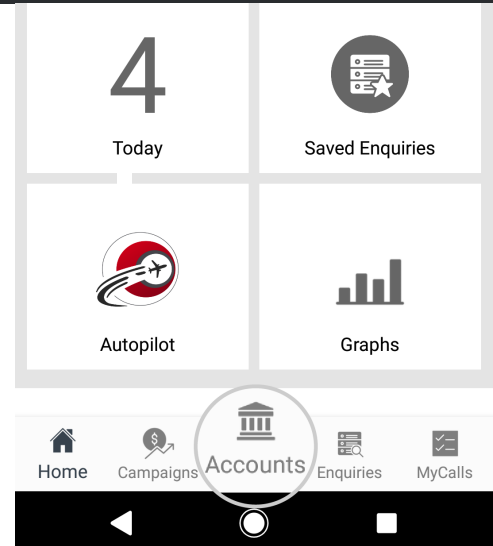 4
Today
Saved Enquiries
Autopilot
Graphs
Home
Campaigns
Accounts
Enquiries
MyCalls